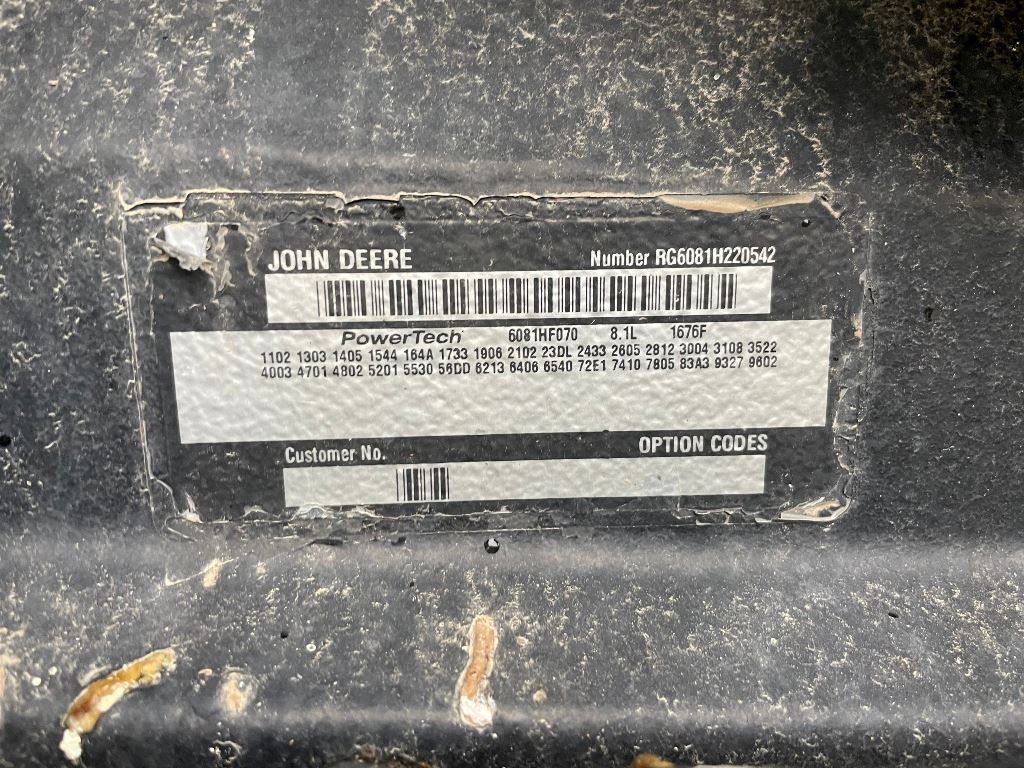 JOHN DEERE Number RG6081H220542
PowerTech 6081HF070 8.1L 1676F
1102 1303 1405 1544 164A 1733 1906 2102 23DL 2433 2605 2812 3004 3108 3522
4003 4701 4802 5201 5530 56DD 6213 6406 6540 72E1 7410 7805 83A3 9327 9602
Customer No. OPTION CODES